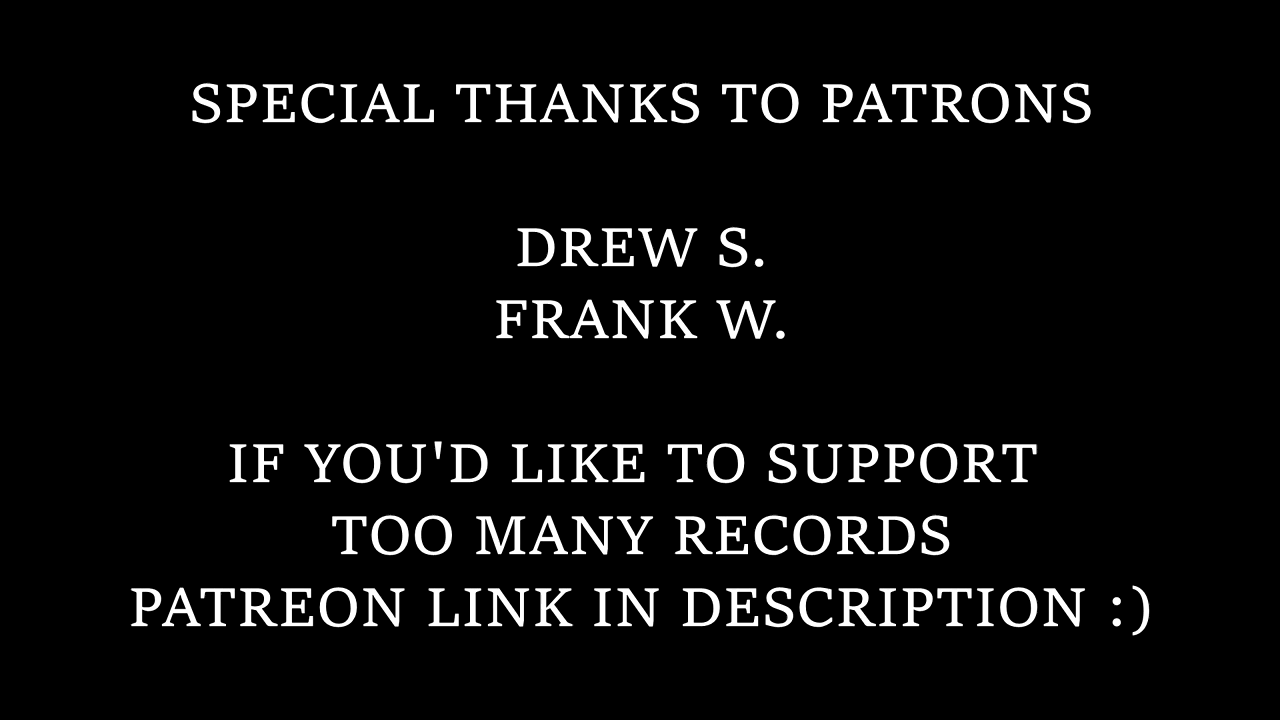 SPECIAL THANKS TO PATRONS
DREW S.
FRANK W.
IF YOU'D LIKE TO SUPPORT
TOO MANY RECORDS
PATREON LINK IN DESCRIPTION :)